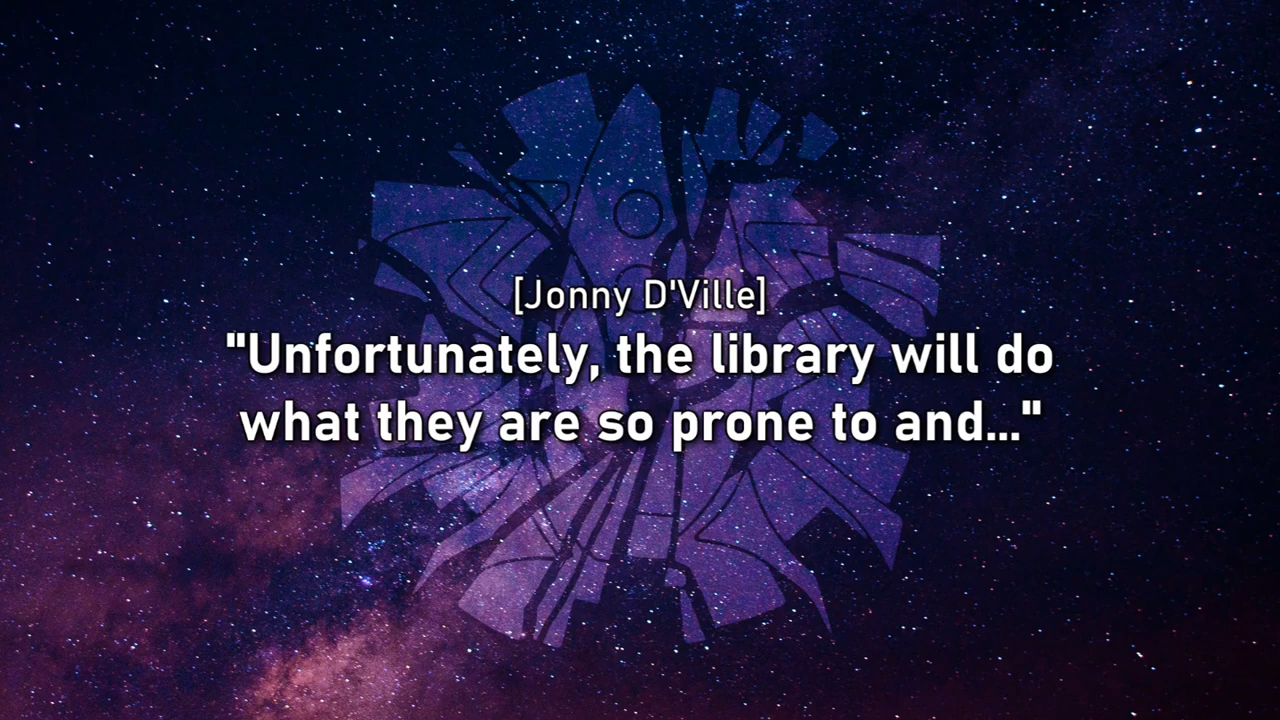 [Jonny D'Ville]
"Unfortunately, the library will do
what they are so prone to and..."